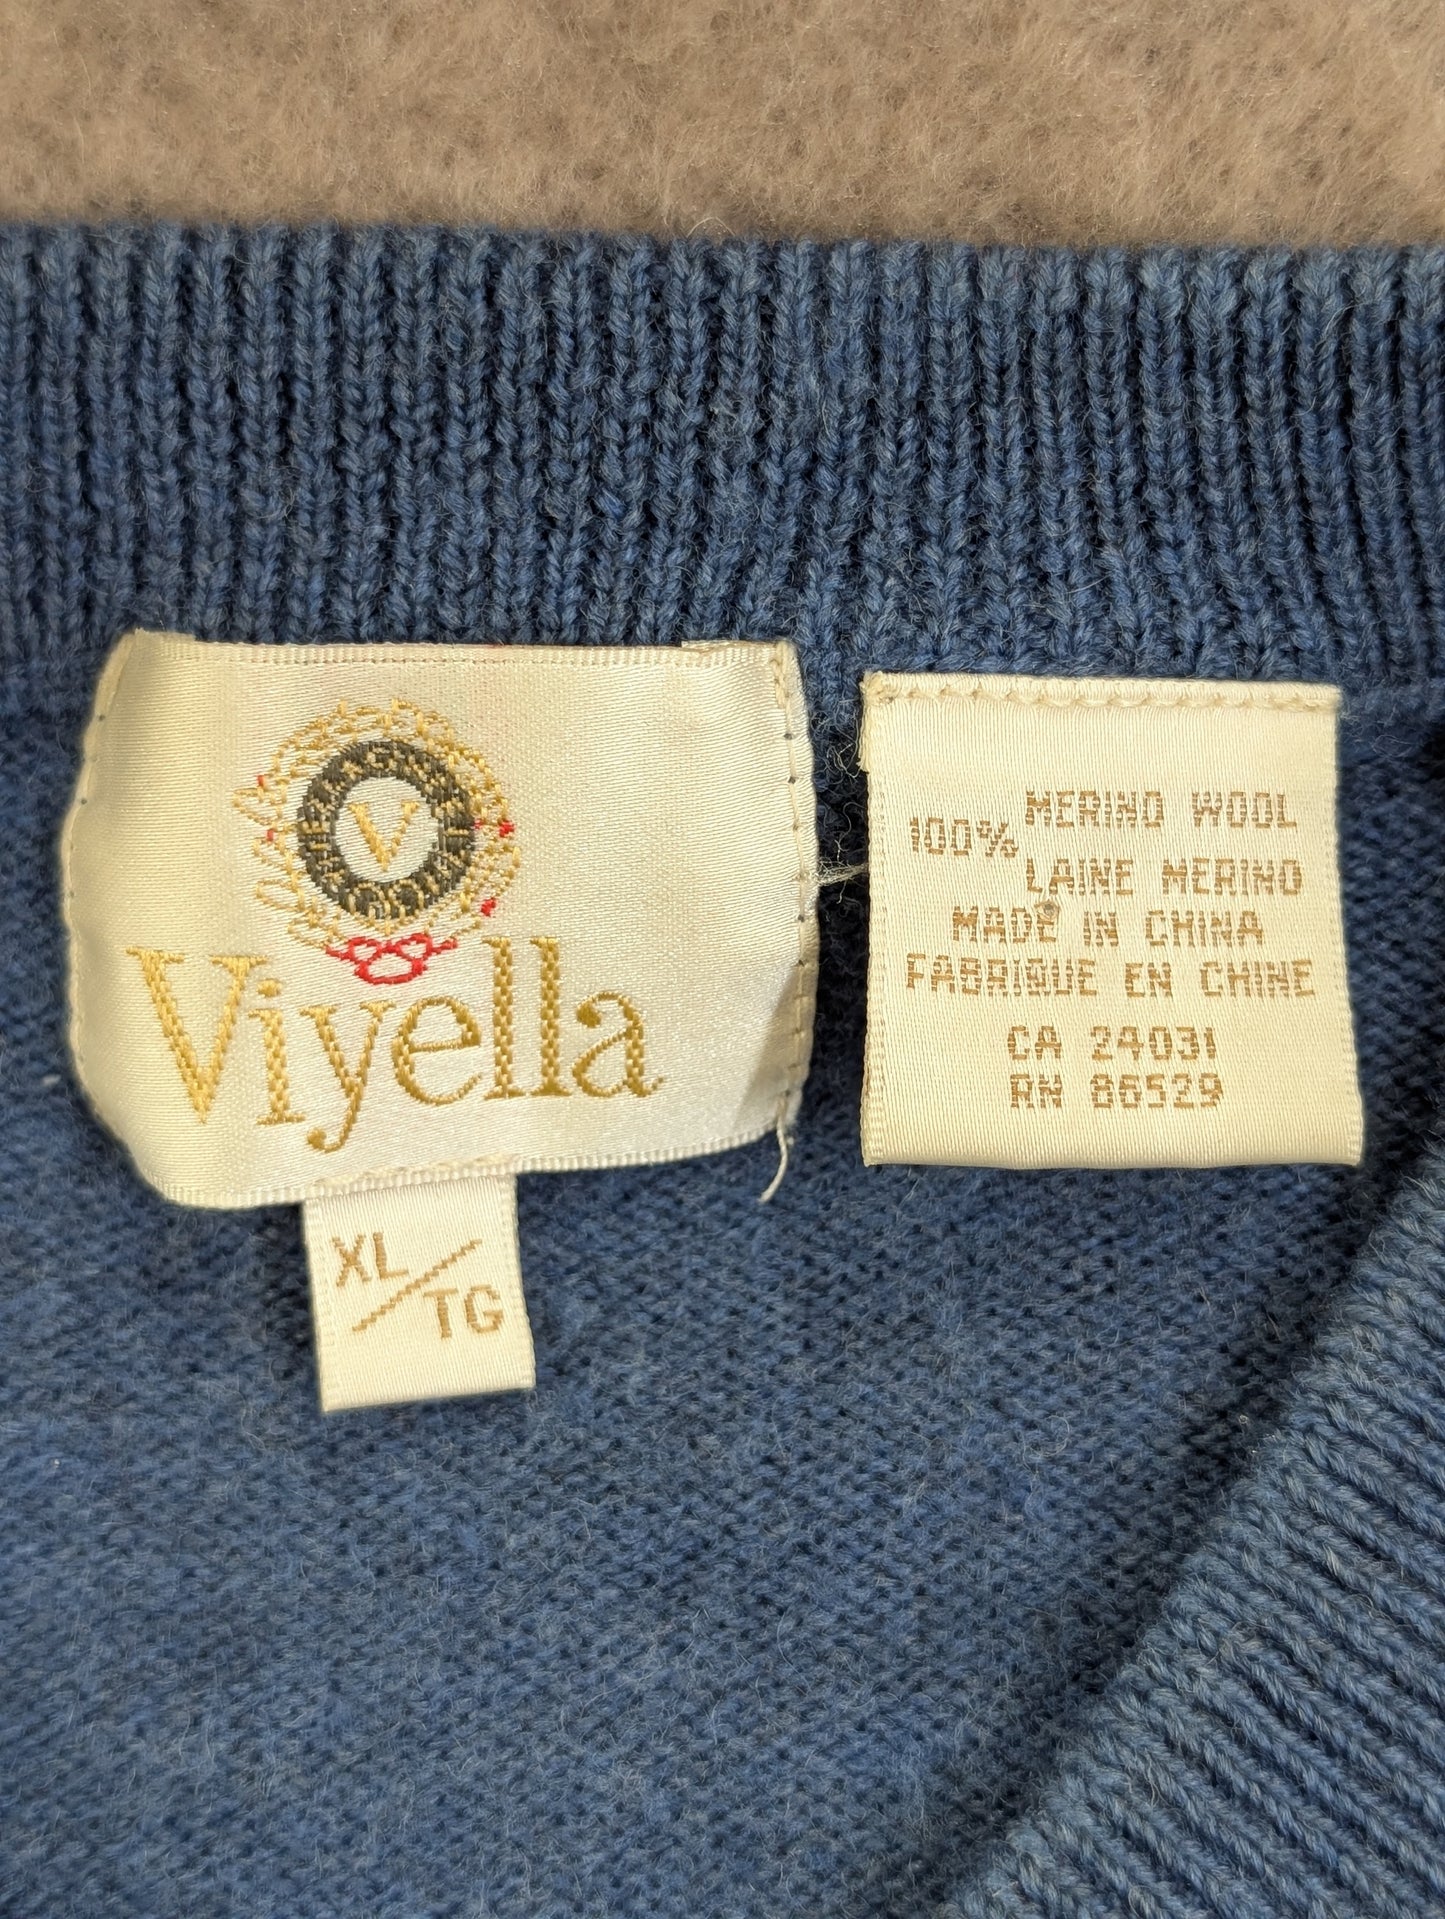 V
Viyella
XL/TG
100% MERINO WOOL
LAINE MERINO
MADE IN CHINA
FABRIQUE EN CHINE
CA 24031
RN 86529